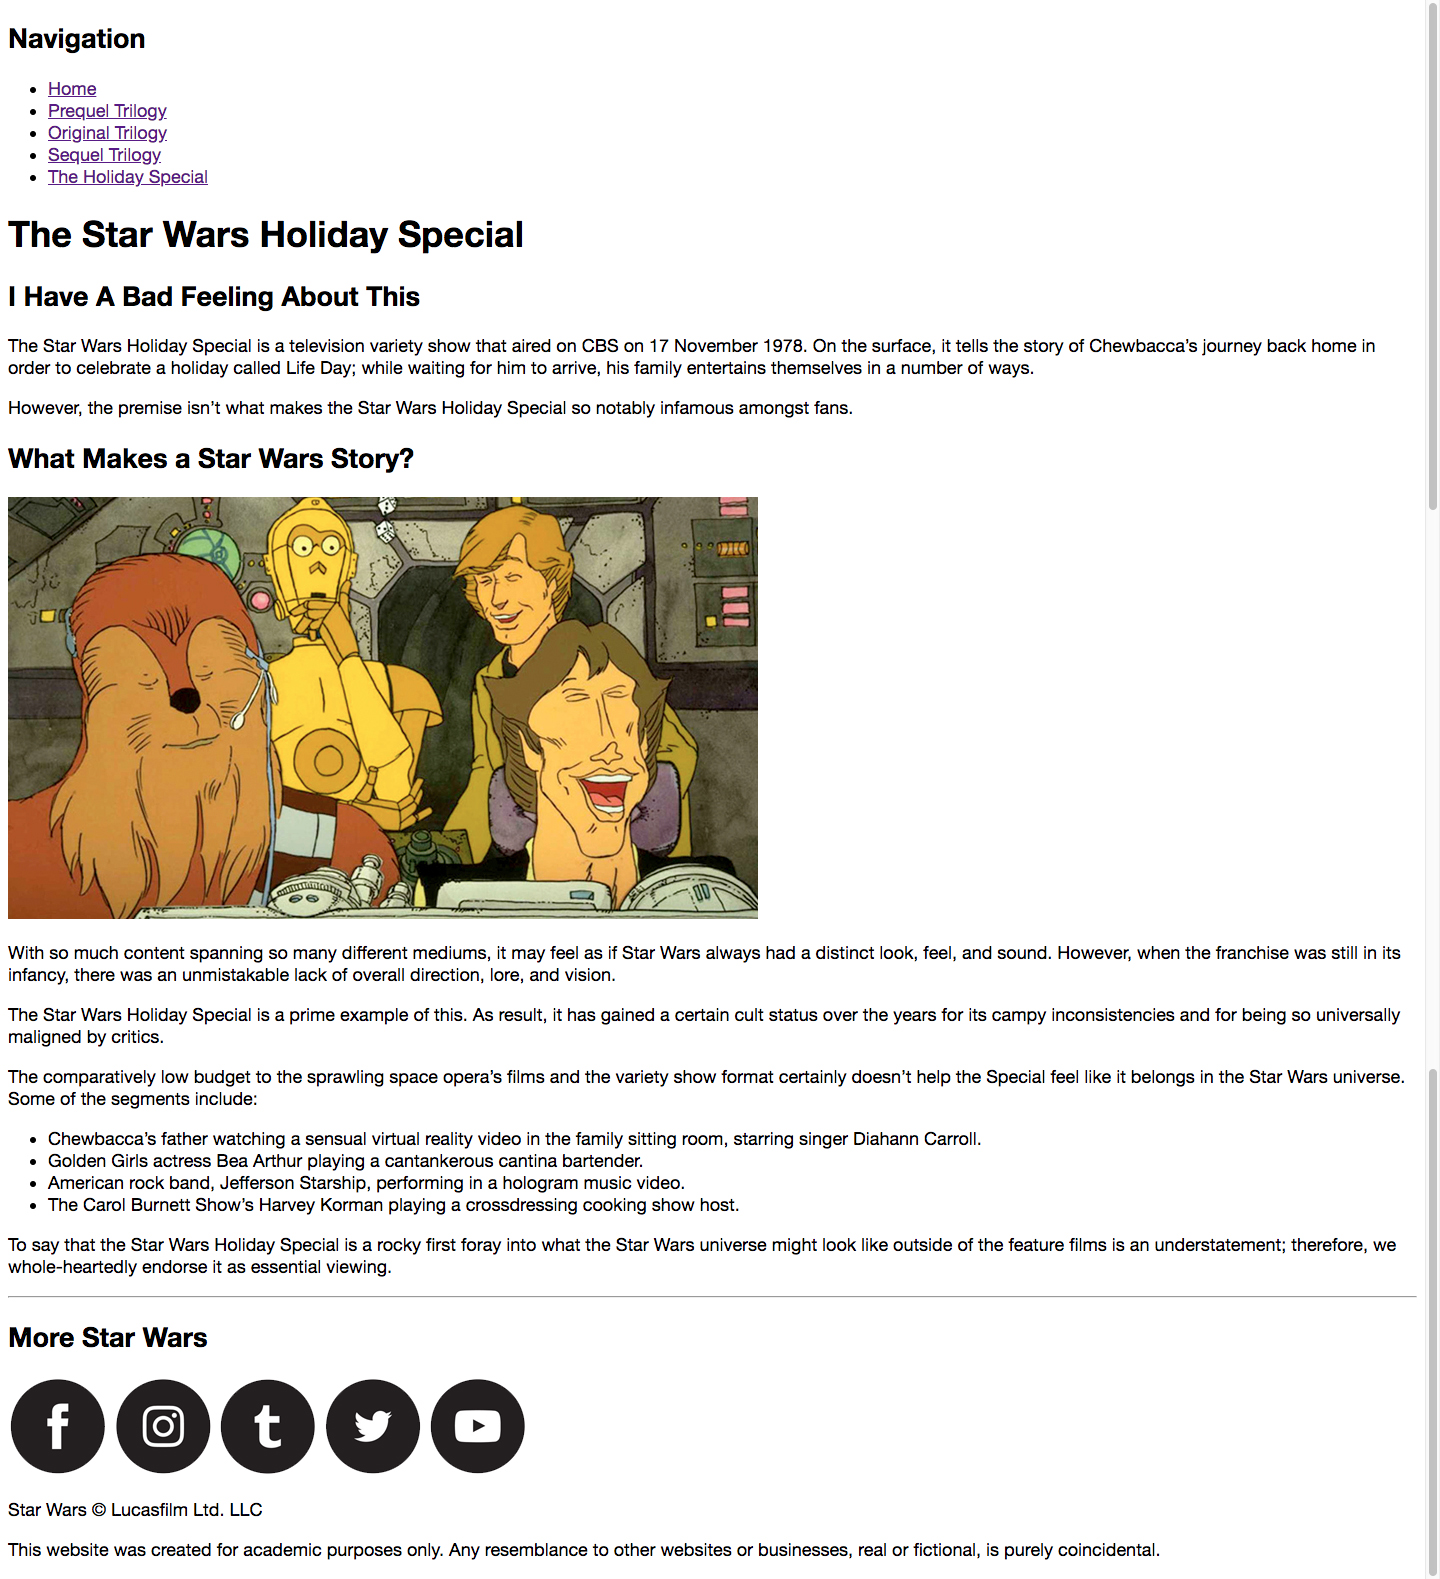 Navigation
Home
Prequel Trilogy
Original Trilogy
Sequel Trilogy
The Holiday Special
The Star Wars Holiday Special
I Have A Bad Feeling About This
The Star Wars Holiday Special is a television variety show that aired on CBS on 17 November 1978. On the surface, it tells the story of Chewbacca’s journey back home in
order to celebrate a holiday called Life Day; while waiting for him to arrive, his family entertains themselves in a number of ways.
However, the premise isn’t what makes the Star Wars Holiday Special so notably infamous amongst fans.
What Makes a Star Wars Story?
With so much content spanning so many different mediums, it may feel as if Star Wars always had a distinct look, feel, and sound. However, when the franchise was still in its
infancy, there was an unmistakable lack of overall direction, lore, and vision.
The Star Wars Holiday Special is a prime example of this. As result, it has gained a certain cult status over the years for its campy inconsistencies and for being so universally
maligned by critics.
The comparatively low budget to the sprawling space opera’s films and the variety show format certainly doesn’t help the Special feel like it belongs in the Star Wars universe.
Some of the segments include:
Chewbacca’s father watching a sensual virtual reality video in the family sitting room, starring singer Diahann Carroll.
Golden Girls actress Bea Arthur playing a cantankerous cantina bartender.
American rock band, Jefferson Starship, performing in a hologram music video.
The Carol Burnett Show’s Harvey Korman playing a crossdressing cooking show host.
To say that the Star Wars Holiday Special is a rocky first foray into what the Star Wars universe might look like outside of the feature films is an understatement; therefore, we
whole-heartedly endorse it as essential viewing.
More Star Wars
Star Wars © Lucasfilm Ltd. LLC
This website was created for academic purposes only. Any resemblance to other websites or businesses, real or fictional, is purely coincidental.